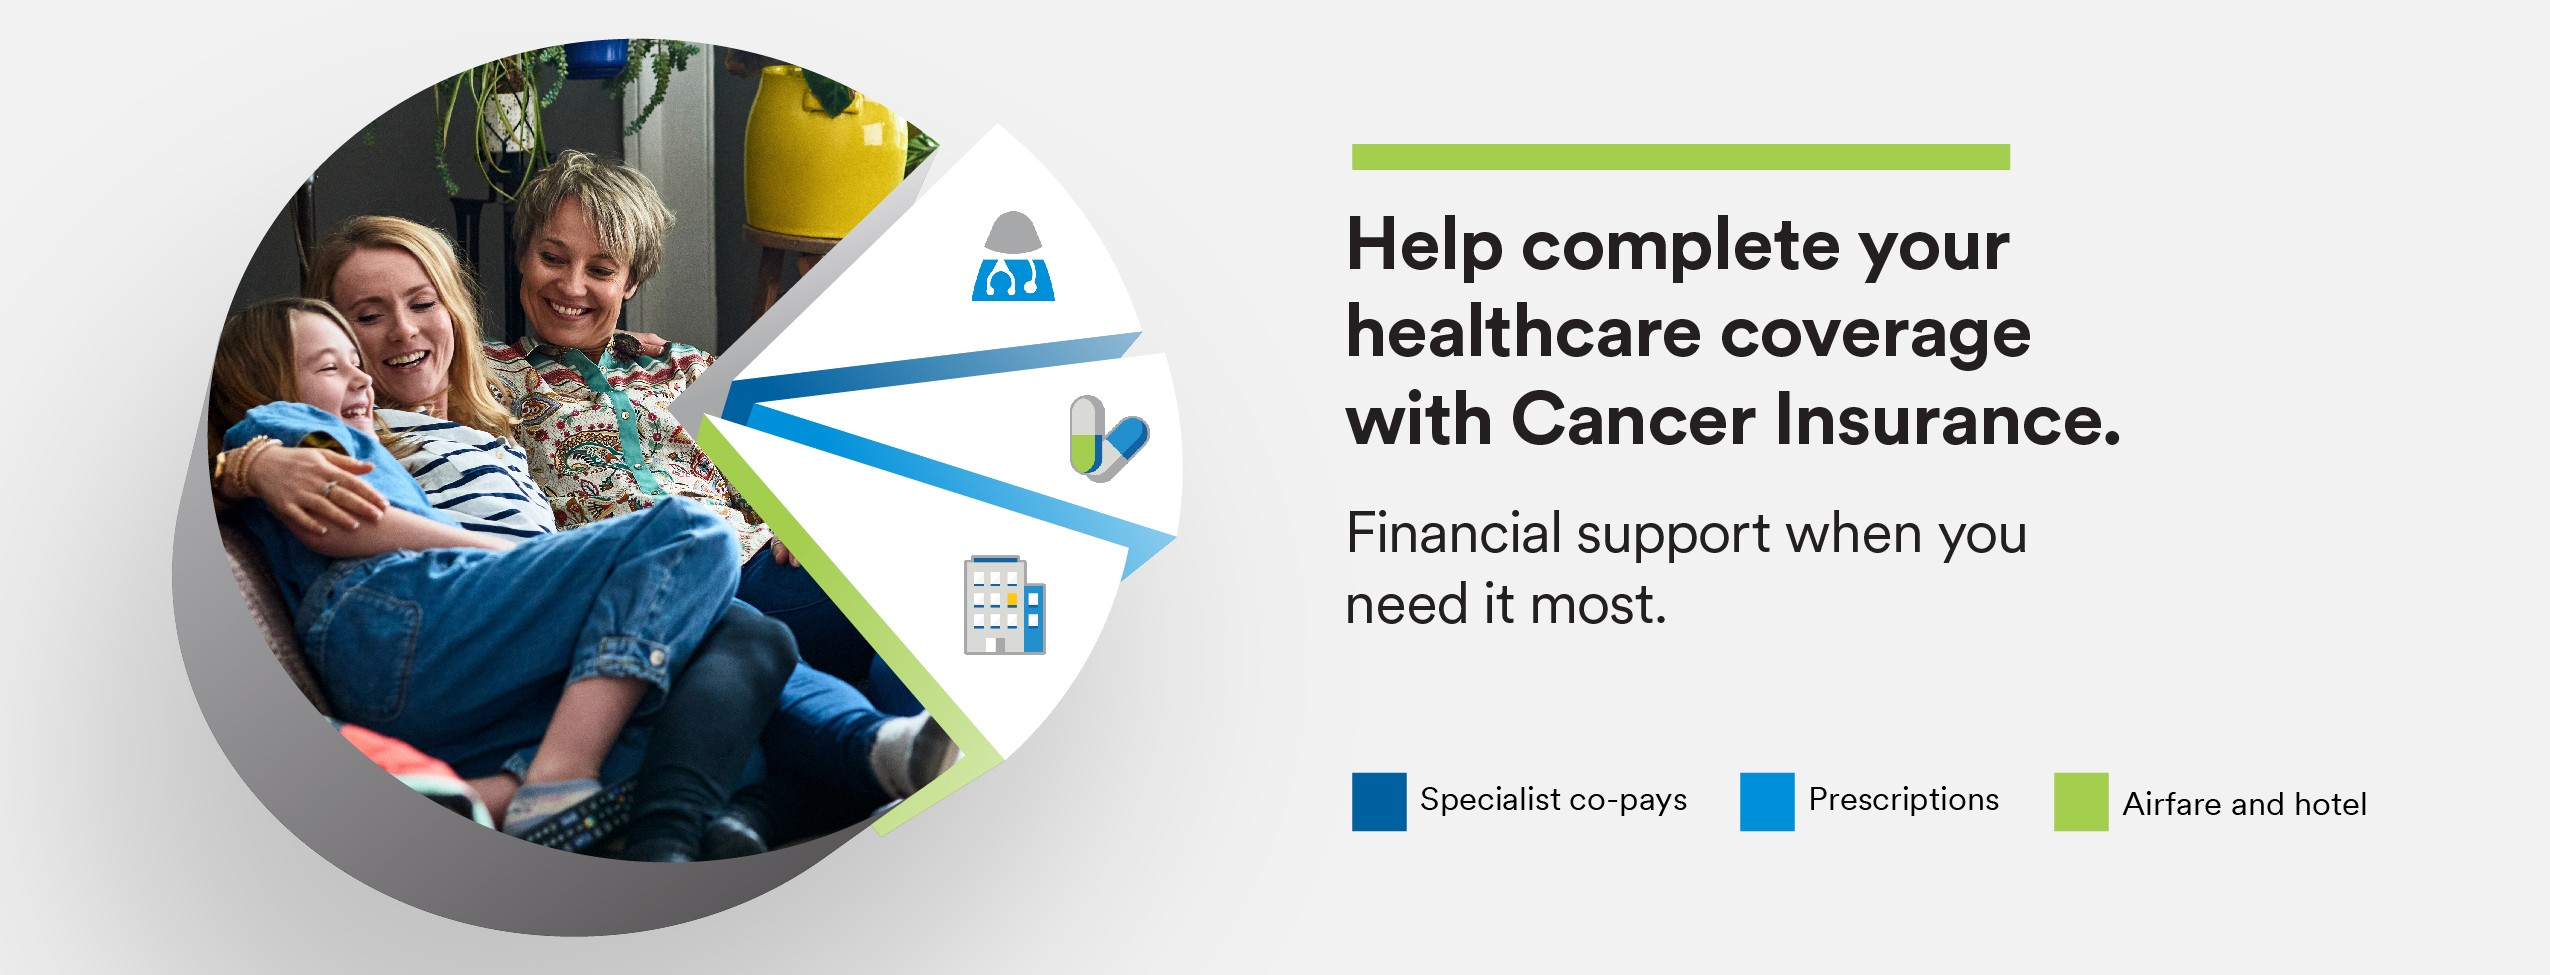 Help complete your
healthcare coverage
with Cancer Insurance.
Financial support when you
need it most.
Specialist co-pays
Prescriptions
Airfare and hotel